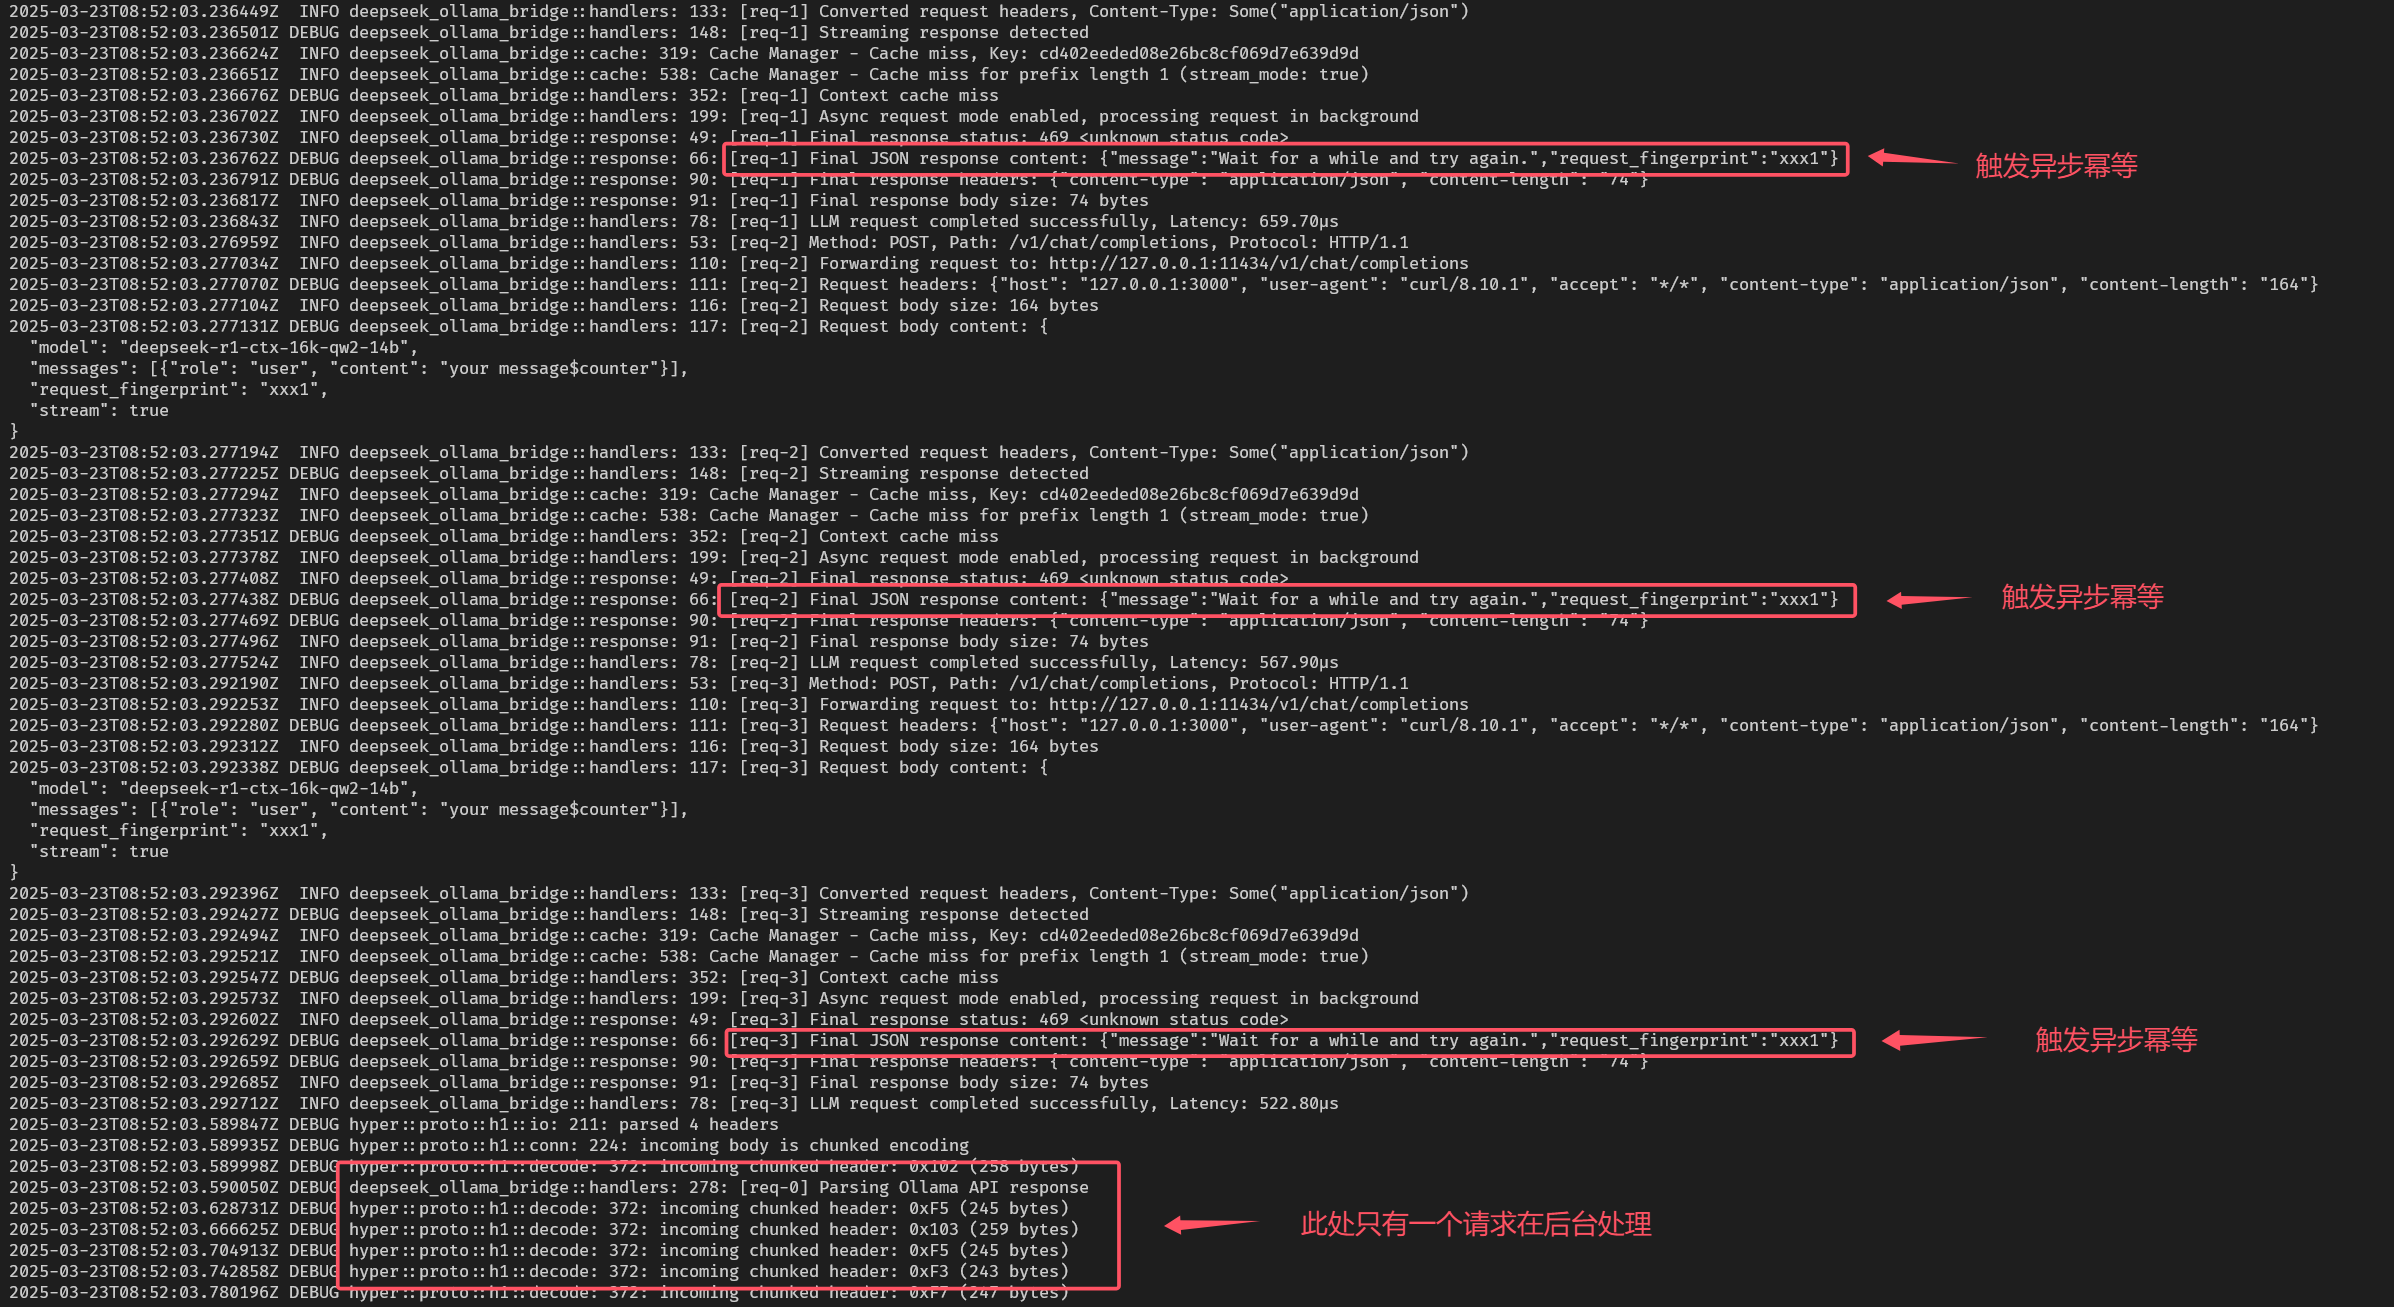 2025-03-23T08:52:03.236449Z  INFO deepseek_ollama_bridge::handlers: 133: [req-1] Converted request headers, Content-Type: Some("application/json")
2025-03-23T08:52:03.236501Z DEBUG deepseek_ollama_bridge::handlers: 148: [req-1] Streaming response detected
2025-03-23T08:52:03.236624Z  INFO deepseek_ollama_bridge::cache: 319: Cache Manager - Cache miss, Key: cd402eeded08e26bc8cf069d7e639d9d
2025-03-23T08:52:03.236651Z  INFO deepseek_ollama_bridge::cache: 538: Cache Manager - Cache miss for prefix length 1 (stream_mode: true)
2025-03-23T08:52:03.236676Z DEBUG deepseek_ollama_bridge::handlers: 352: [req-1] Context cache miss
2025-03-23T08:52:03.236702Z  INFO deepseek_ollama_bridge::handlers: 199: [req-1] Async request mode enabled, processing request in background
2025-03-23T08:52:03.236730Z  INFO deepseek_ollama_bridge::response: 49: [req-1] Final response status: 469 <unknown status code>
2025-03-23T08:52:03.236762Z DEBUG deepseek_ollama_bridge::response: 66: [req-1] Final JSON response content: {"message":"Wait for a while and try again.","request_fingerprint":"xxx1"}
触发异步幂等
2025-03-23T08:52:03.236791Z DEBUG deepseek_ollama_bridge::response: 90: [req-1] Final response headers: {"content-type": "application/json", "content-length": "74"}
2025-03-23T08:52:03.236817Z  INFO deepseek_ollama_bridge::response: 91: [req-1] Final response body size: 74 bytes
2025-03-23T08:52:03.236843Z  INFO deepseek_ollama_bridge::handlers: 78: [req-1] LLM request completed successfully, Latency: 659.70µs
2025-03-23T08:52:03.276959Z  INFO deepseek_ollama_bridge::handlers: 53: [req-2] Method: POST, Path: /v1/chat/completions, Protocol: HTTP/1.1
2025-03-23T08:52:03.277034Z  INFO deepseek_ollama_bridge::handlers: 110: [req-2] Forwarding request to: http://127.0.0.1:11434/v1/chat/completions
2025-03-23T08:52:03.277070Z DEBUG deepseek_ollama_bridge::handlers: 111: [req-2] Request headers: {"host": "127.0.0.1:3000", "user-agent": "curl/8.10.1", "accept": "*/*", "content-type": "application/json", "content-length": "164"}
2025-03-23T08:52:03.277104Z  INFO deepseek_ollama_bridge::handlers: 116: [req-2] Request body size: 164 bytes
2025-03-23T08:52:03.277131Z DEBUG deepseek_ollama_bridge::handlers: 117: [req-2] Request body content: {
  "model": "deepseek-r1-ctx-16k-qw2-14b",
  "messages": [{"role": "user", "content": "your message$counter"}],
  "request_fingerprint": "xxx1",
  "stream": true
}
2025-03-23T08:52:03.277194Z  INFO deepseek_ollama_bridge::handlers: 133: [req-2] Converted request headers, Content-Type: Some("application/json")
2025-03-23T08:52:03.277225Z DEBUG deepseek_ollama_bridge::handlers: 148: [req-2] Streaming response detected
2025-03-23T08:52:03.277294Z  INFO deepseek_ollama_bridge::cache: 319: Cache Manager - Cache miss, Key: cd402eeded08e26bc8cf069d7e639d9d
2025-03-23T08:52:03.277323Z  INFO deepseek_ollama_bridge::cache: 538: Cache Manager - Cache miss for prefix length 1 (stream_mode: true)
2025-03-23T08:52:03.277351Z DEBUG deepseek_ollama_bridge::handlers: 352: [req-2] Context cache miss
2025-03-23T08:52:03.277378Z  INFO deepseek_ollama_bridge::handlers: 199: [req-2] Async request mode enabled, processing request in background
2025-03-23T08:52:03.277408Z  INFO deepseek_ollama_bridge::response: 49: [req-2] Final response status: 469 <unknown status code>
2025-03-23T08:52:03.277438Z DEBUG deepseek_ollama_bridge::response: 66: [req-2] Final JSON response content: {"message":"Wait for a while and try again.","request_fingerprint":"xxx1"}
触发异步幂等
2025-03-23T08:52:03.277469Z DEBUG deepseek_ollama_bridge::response: 90: [req-2] Final response headers: {"content-type": "application/json", "content-length": "74"}
2025-03-23T08:52:03.277496Z  INFO deepseek_ollama_bridge::response: 91: [req-2] Final response body size: 74 bytes
2025-03-23T08:52:03.277524Z  INFO deepseek_ollama_bridge::handlers: 78: [req-2] LLM request completed successfully, Latency: 567.90µs
2025-03-23T08:52:03.292190Z  INFO deepseek_ollama_bridge::handlers: 53: [req-3] Method: POST, Path: /v1/chat/completions, Protocol: HTTP/1.1
2025-03-23T08:52:03.292253Z  INFO deepseek_ollama_bridge::handlers: 110: [req-3] Forwarding request to: http://127.0.0.1:11434/v1/chat/completions
2025-03-23T08:52:03.292280Z DEBUG deepseek_ollama_bridge::handlers: 111: [req-3] Request headers: {"host": "127.0.0.1:3000", "user-agent": "curl/8.10.1", "accept": "*/*", "content-type": "application/json", "content-length": "164"}
2025-03-23T08:52:03.292312Z  INFO deepseek_ollama_bridge::handlers: 116: [req-3] Request body size: 164 bytes
2025-03-23T08:52:03.292338Z DEBUG deepseek_ollama_bridge::handlers: 117: [req-3] Request body content: {
  "model": "deepseek-r1-ctx-16k-qw2-14b",
  "messages": [{"role": "user", "content": "your message$counter"}],
  "request_fingerprint": "xxx1",
  "stream": true
}
2025-03-23T08:52:03.292396Z  INFO deepseek_ollama_bridge::handlers: 133: [req-3] Converted request headers, Content-Type: Some("application/json")
2025-03-23T08:52:03.292427Z DEBUG deepseek_ollama_bridge::handlers: 148: [req-3] Streaming response detected
2025-03-23T08:52:03.292494Z  INFO deepseek_ollama_bridge::cache: 319: Cache Manager - Cache miss, Key: cd402eeded08e26bc8cf069d7e639d9d
2025-03-23T08:52:03.292521Z  INFO deepseek_ollama_bridge::cache: 538: Cache Manager - Cache miss for prefix length 1 (stream_mode: true)
2025-03-23T08:52:03.292547Z DEBUG deepseek_ollama_bridge::handlers: 352: [req-3] Context cache miss
2025-03-23T08:52:03.292573Z  INFO deepseek_ollama_bridge::handlers: 199: [req-3] Async request mode enabled, processing request in background
2025-03-23T08:52:03.292602Z  INFO deepseek_ollama_bridge::response: 49: [req-3] Final response status: 469 <unknown status code>
2025-03-23T08:52:03.292629Z DEBUG deepseek_ollama_bridge::response: 66: [req-3] Final JSON response content: {"message":"Wait for a while and try again.","request_fingerprint":"xxx1"}
触发异步幂等
2025-03-23T08:52:03.292659Z DEBUG deepseek_ollama_bridge::response: 90: [req-3] Final response headers: {"content-type": "application/json", "content-length": "74"}
2025-03-23T08:52:03.292685Z  INFO deepseek_ollama_bridge::response: 91: [req-3] Final response body size: 74 bytes
2025-03-23T08:52:03.292712Z  INFO deepseek_ollama_bridge::handlers: 78: [req-3] LLM request completed successfully, Latency: 522.80µs
2025-03-23T08:52:03.589847Z DEBUG hyper::proto::h1::io: 211: parsed 4 headers
2025-03-23T08:52:03.589935Z DEBUG hyper::proto::h1::conn: 224: incoming body is chunked encoding
2025-03-23T08:52:03.589998Z DEBUG hyper::proto::h1::decode: 372: incoming chunked header: 0x102 (258 bytes)
2025-03-23T08:52:03.590050Z DEBUG deepseek_ollama_bridge::handlers: 278: [req-0] Parsing Ollama API response
2025-03-23T08:52:03.628731Z DEBUG hyper::proto::h1::decode: 372: incoming chunked header: 0xF5 (245 bytes)
2025-03-23T08:52:03.666625Z DEBUG hyper::proto::h1::decode: 372: incoming chunked header: 0x103 (259 bytes)
此处只有一个请求在后台处理
2025-03-23T08:52:03.704913Z DEBUG hyper::proto::h1::decode: 372: incoming chunked header: 0xF5 (245 bytes)
2025-03-23T08:52:03.742858Z DEBUG hyper::proto::h1::decode: 372: incoming chunked header: 0xF3 (243 bytes)
2025-03-23T08:52:03.780196Z DEBUG hyper::proto::h1::decode: 372: incoming chunked header: 0xF7 (247 bytes)